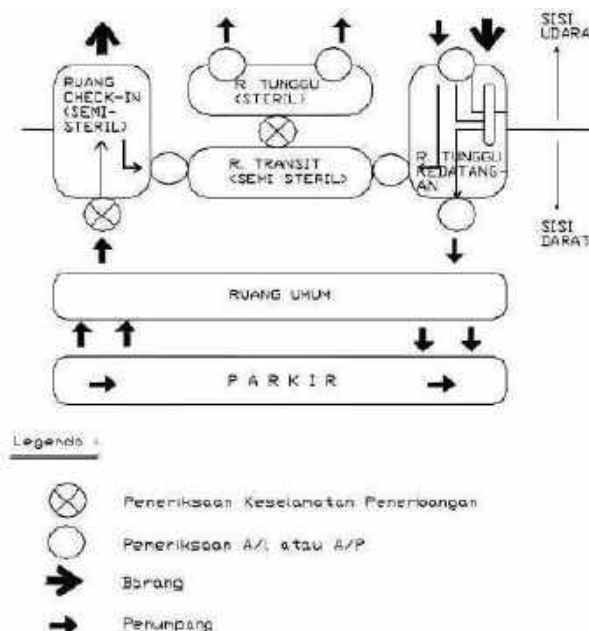 SISI
UDARA
RUANG
CHECK-IN
(SEMI-
STERIL)
R. TUNGGU
(STERIL)
R. TRANSIT
(SEMI STERIL)
R. TUNGGU
KEDATANG-
AN
SISI
DARAT
RUANG UMUM
PARKIR
Legenda :
Pemeriksaan Keselamatan Penerbangan
Pemeriksaan A/L atau A/P
Barang
Penumpang